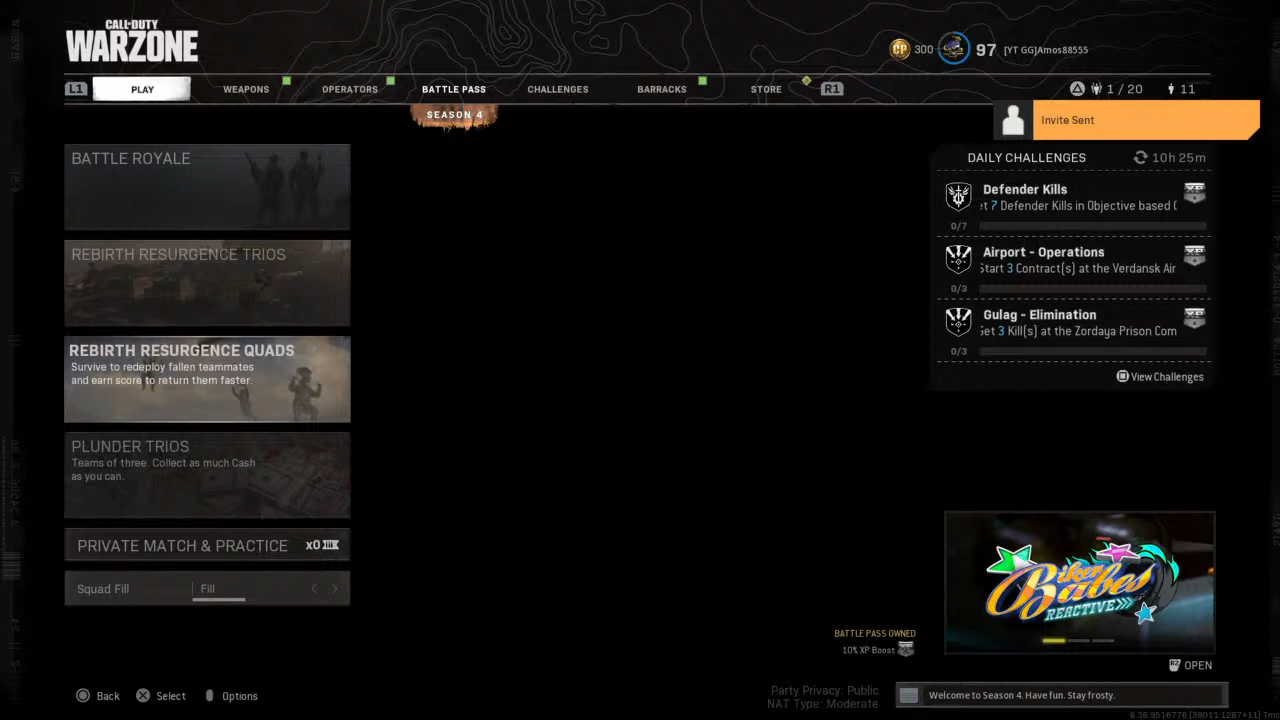 CALL·DUTY
WARZONE
CP 300 97 [YT GG]Amos88555
L1 PLAY WEAPONS OPERATORS BATTLE PASS CHALLENGES BARRACKS STORE R1 1 / 20 11
SEASON 4
Invite Sent
BATTLE ROYALE
REBIRTH RESURGENCE TRIOS
REBIRTH RESURGENCE QUADS
Survive to redeploy fallen teammates
and earn score to return them faster.
PLUNDER TRIOS
Teams of three. Collect as much Cash
as you can.
PRIVATE MATCH & PRACTICE x0
Squad Fill Fill
DAILY CHALLENGES 10h 25m
Defender Kills XP
et 7 Defender Kills in Objective based
0/7
Airport - Operations XP
Start 3 Contract(s) at the Verdansk Air
0/3
Gulag - Elimination XP
Get 3 Kill(s) at the Zordaya Prison Com
0/3
View Challenges
Biker
Babes
REACTIVE
BATTLE PASS OWNED
10% XP Boost
R2 OPEN
Back Select Options
Party Privacy: Public
NAT Type: Moderate
Welcome to Season 4. Have fun. Stay frosty.